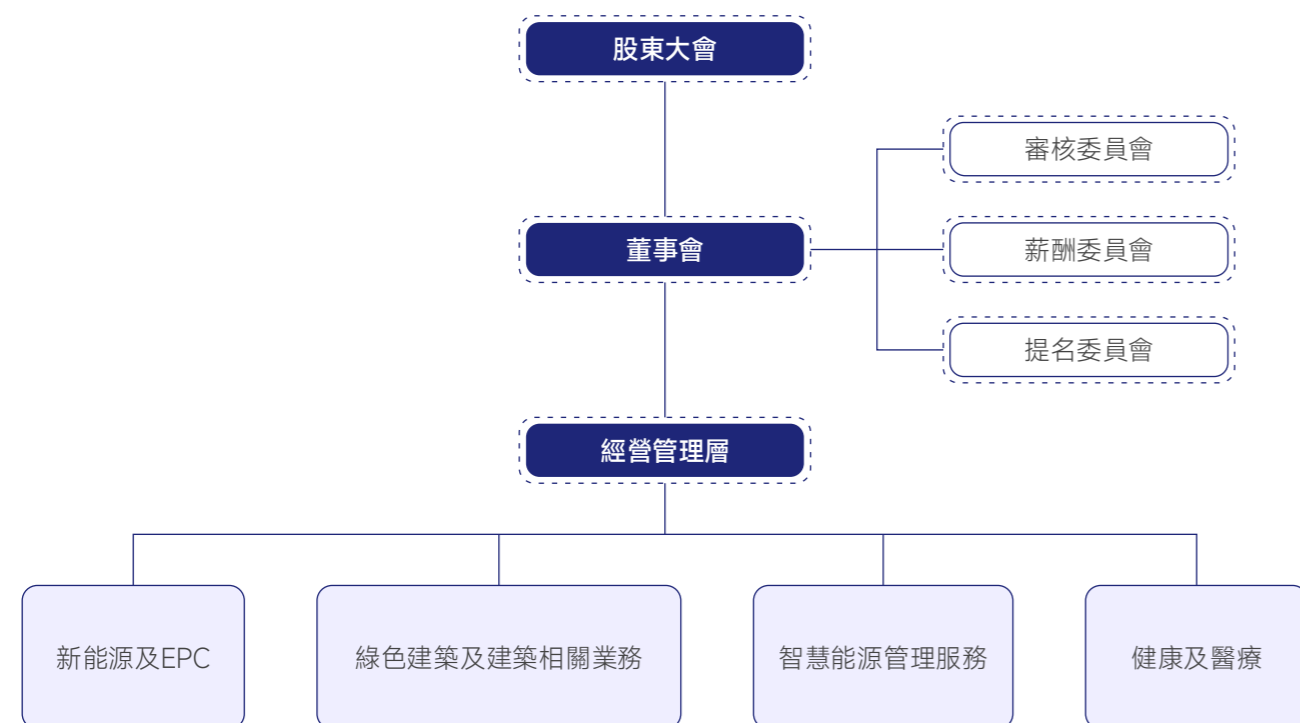 股東大會
審核委員會
董事會
薪酬委員會
提名委員會
經營管理層
新能源及EPC
綠色建築及建築相關業務
智慧能源管理服務
健康及醫療